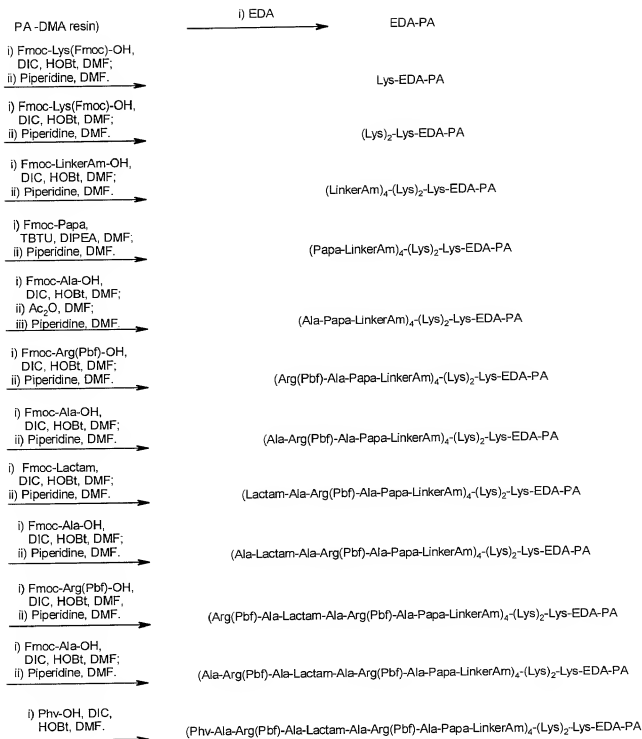 PA -DMA resin)
i) EDA
EDA-PA
i) Fmoc-Lys(Fmoc)-OH,
DIC, HOBt, DMF;
ii) Piperidine, DMF.
Lys-EDA-PA
i) Fmoc-Lys(Fmoc)-OH,
DIC, HOBt, DMF;
ii) Piperidine, DMF.
(Lys)₂-Lys-EDA-PA
i) Fmoc-LinkerAm-OH,
DIC, HOBt, DMF;
ii) Piperidine, DMF.
(LinkerAm)₄-(Lys)₂-Lys-EDA-PA
i) Fmoc-Papa,
TBTU, DIPEA, DMF;
ii) Piperidine, DMF.
(Papa-LinkerAm)₄-(Lys)₂-Lys-EDA-PA
i) Fmoc-Ala-OH,
DIC, HOBt, DMF;
ii) Ac₂O, DMF;
iii) Piperidine, DMF.
(Ala-Papa-LinkerAm)₄-(Lys)₂-Lys-EDA-PA
i) Fmoc-Arg(Pbf)-OH,
DIC, HOBt, DMF;
ii) Piperidine, DMF.
(Arg(Pbf)-Ala-Papa-LinkerAm)₄-(Lys)₂-Lys-EDA-PA
i) Fmoc-Ala-OH,
DIC, HOBt, DMF;
ii) Piperidine, DMF.
(Ala-Arg(Pbf)-Ala-Papa-LinkerAm)₄-(Lys)₂-Lys-EDA-PA
i) Fmoc-Lactam,
DIC, HOBt, DMF;
ii) Piperidine, DMF.
(Lactam-Ala-Arg(Pbf)-Ala-Papa-LinkerAm)₄-(Lys)₂-Lys-EDA-PA
i) Fmoc-Ala-OH,
DIC, HOBt, DMF;
ii) Piperidine, DMF.
(Ala-Lactam-Ala-Arg(Pbf)-Ala-Papa-LinkerAm)₄-(Lys)₂-Lys-EDA-PA
i) Fmoc-Arg(Pbf)-OH,
DIC, HOBt, DMF,
ii) Piperidine, DMF.
(Arg(Pbf)-Ala-Lactam-Ala-Arg(Pbf)-Ala-Papa-LinkerAm)₄-(Lys)₂-Lys-EDA-PA
i) Fmoc-Ala-OH,
DIC, HOBt, DMF;
ii) Piperidine, DMF.
(Ala-Arg(Pbf)-Ala-Lactam-Ala-Arg(Pbf)-Ala-Papa-LinkerAm)₄-(Lys)₂-Lys-EDA-PA
i) Phv-OH, DIC,
HOBt, DMF.
(Phv-Ala-Arg(Pbf)-Ala-Lactam-Ala-Arg(Pbf)-Ala-Papa-LinkerAm)₄-(Lys)₂-Lys-EDA-PA